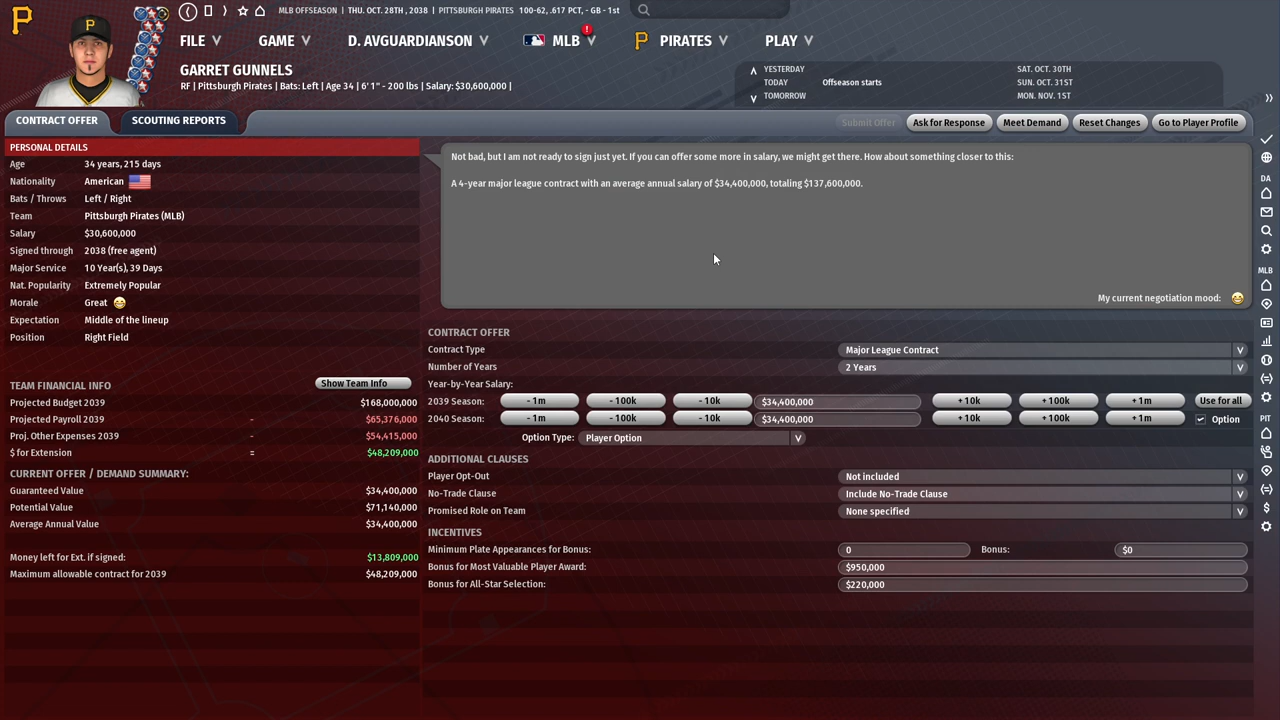 MLB OFFSEASON | THU. OCT. 28TH , 2038 | PITTSBURGH PIRATES 100-62, .617 PCT, - GB - 1st
FILE GAME D. AVGUARDIANSON MLB PIRATES PLAY
GARRET GUNNELS
RF | Pittsburgh Pirates | Bats: Left | Age 34 | 6' 1" - 200 lbs | Salary: $30,600,000 |
YESTERDAY
TODAY Offseason starts
TOMORROW
SAT. OCT. 30TH
SUN. OCT. 31ST
MON. NOV. 1ST
CONTRACT OFFER SCOUTING REPORTS
Submit Offer Ask for Response Meet Demand Reset Changes Go to Player Profile
PERSONAL DETAILS
Age 34 years, 215 days
Nationality American
Bats / Throws Left / Right
Team Pittsburgh Pirates (MLB)
Salary $30,600,000
Signed through 2038 (free agent)
Major Service 10 Year(s), 39 Days
Nat. Popularity Extremely Popular
Morale Great
Expectation Middle of the lineup
Position Right Field
TEAM FINANCIAL INFO Show Team Info
Projected Budget 2039 $168,000,000
Projected Payroll 2039 - $65,376,000
Proj. Other Expenses 2039 - $54,415,000
$ for Extension = $48,209,000
CURRENT OFFER / DEMAND SUMMARY:
Guaranteed Value $34,400,000
Potential Value $71,140,000
Average Annual Value $34,400,000
Money left for Ext. if signed: $13,809,000
Maximum allowable contract for 2039 $48,209,000
Not bad, but I am not ready to sign just yet. If you can offer some more in salary, we might get there. How about something closer to this:
A 4-year major league contract with an average annual salary of $34,400,000, totaling $137,600,000.
My current negotiation mood:
CONTRACT OFFER
Contract Type Major League Contract
Number of Years 2 Years
Year-by-Year Salary:
2039 Season: - 1m - 100k - 10k $34,400,000 + 10k + 100k + 1m Use for all
2040 Season: - 1m - 100k - 10k $34,400,000 + 10k + 100k + 1m Option
Option Type: Player Option
ADDITIONAL CLAUSES
Player Opt-Out Not included
No-Trade Clause Include No-Trade Clause
Promised Role on Team None specified
INCENTIVES
Minimum Plate Appearances for Bonus: 0 Bonus: $0
Bonus for Most Valuable Player Award: $950,000
Bonus for All-Star Selection: $220,000
DA
MLB
PIT